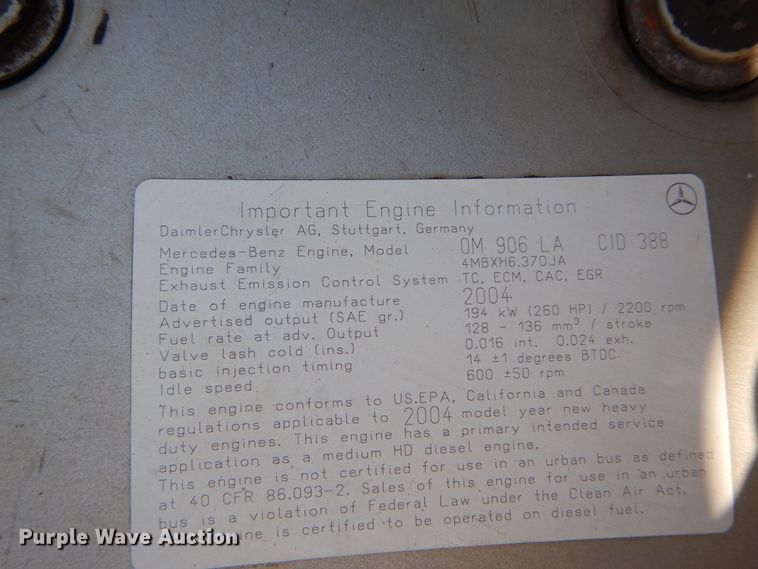 Important Engine Information
DaimlerChrysler AG, Stuttgart, Germany
Mercedes-Benz Engine, Model OM 906 LA CID 388
Engine Family 4MBXH6.37DJA
Exhaust Emission Control System TC, ECM, CAC, EGR
Date of engine manufacture 2004
Advertised output (SAE gr.) 194 kW (260 HP) / 2200 rpm
Fuel rate at adv. Output 128 - 136 mm³ / stroke
Valve lash cold (ins.) 0.016 int. 0.024 exh.
basic injection timing 14 ±1 degrees BTDC
Idle speed 600 ±50 rpm
This engine conforms to US.EPA, California and Canada
regulations applicable to 2004 model year new heavy
duty engines. This engine has a primary intended service
application as a medium HD diesel engine.
This engine is not certified for use in an urban bus as defined
at 40 CFR 86.093-2. Sales of this engine for use in an urban
bus is a violation of Federal Law under the Clean Air Act.
engine is certified to be operated on diesel fuel.
Purple Wave Auction